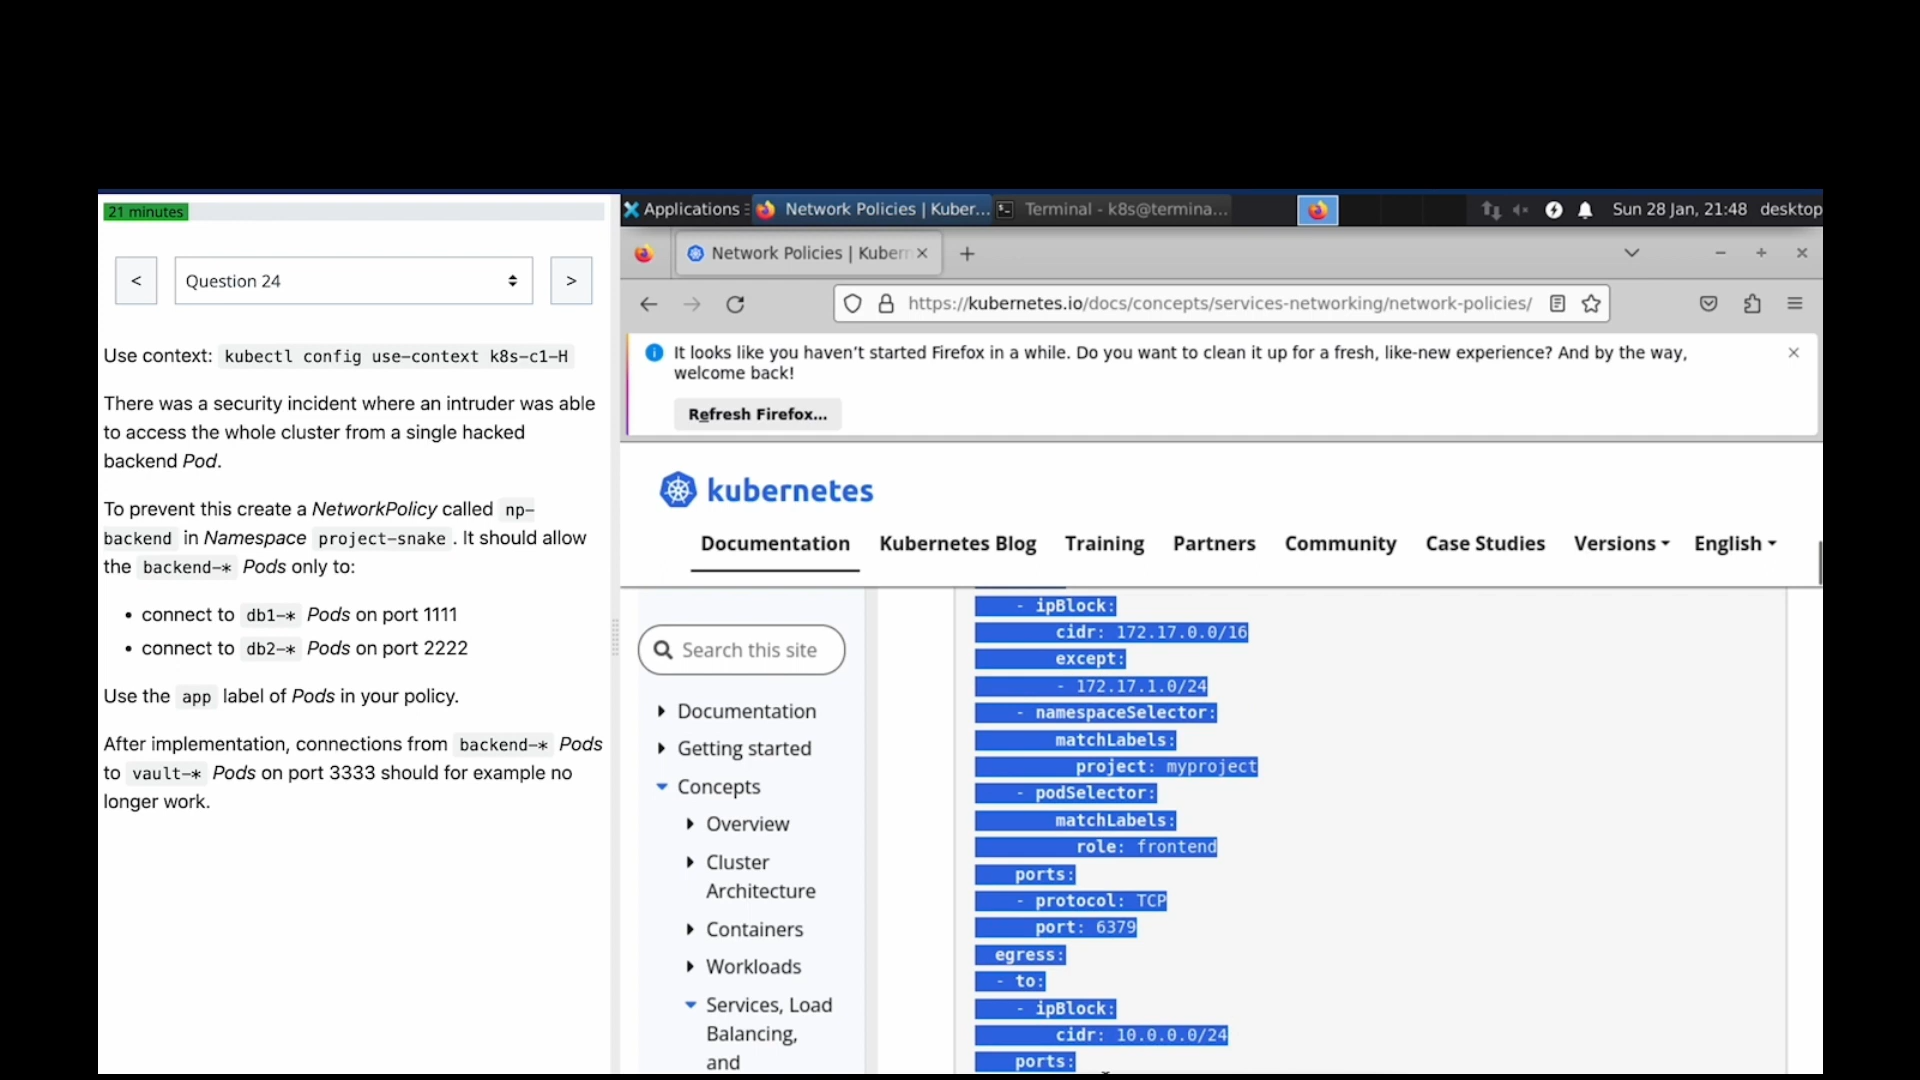 21 minutes
<
Question 24
>
Use context: kubectl config use-context k8s-c1-H
There was a security incident where an intruder was able
to access the whole cluster from a single hacked
backend Pod.
To prevent this create a NetworkPolicy called np-
backend in Namespace project-snake . It should allow
the backend-* Pods only to:
• connect to db1-* Pods on port 1111
• connect to db2-* Pods on port 2222
Use the app label of Pods in your policy.
After implementation, connections from backend-* Pods
to vault-* Pods on port 3333 should for example no
longer work.
Applications Network Policies | Kuber... Terminal - k8s@termina... Sun 28 Jan, 21:48 desktop
Network Policies | Kubern
https://kubernetes.io/docs/concepts/services-networking/network-policies/
It looks like you haven't started Firefox in a while. Do you want to clean it up for a fresh, like-new experience? And by the way,
welcome back!
Refresh Firefox...
kubernetes
Documentation Kubernetes Blog Training Partners Community Case Studies Versions English
Search this site
Documentation
Getting started
Concepts
Overview
Cluster
Architecture
Containers
Workloads
Services, Load
Balancing,
and
- ipBlock:
cidr: 172.17.0.0/16
except:
- 172.17.1.0/24
- namespaceSelector:
matchLabels:
project: myproject
- podSelector:
matchLabels:
role: frontend
ports:
- protocol: TCP
port: 6379
egress:
- to:
- ipBlock:
cidr: 10.0.0.0/24
ports: